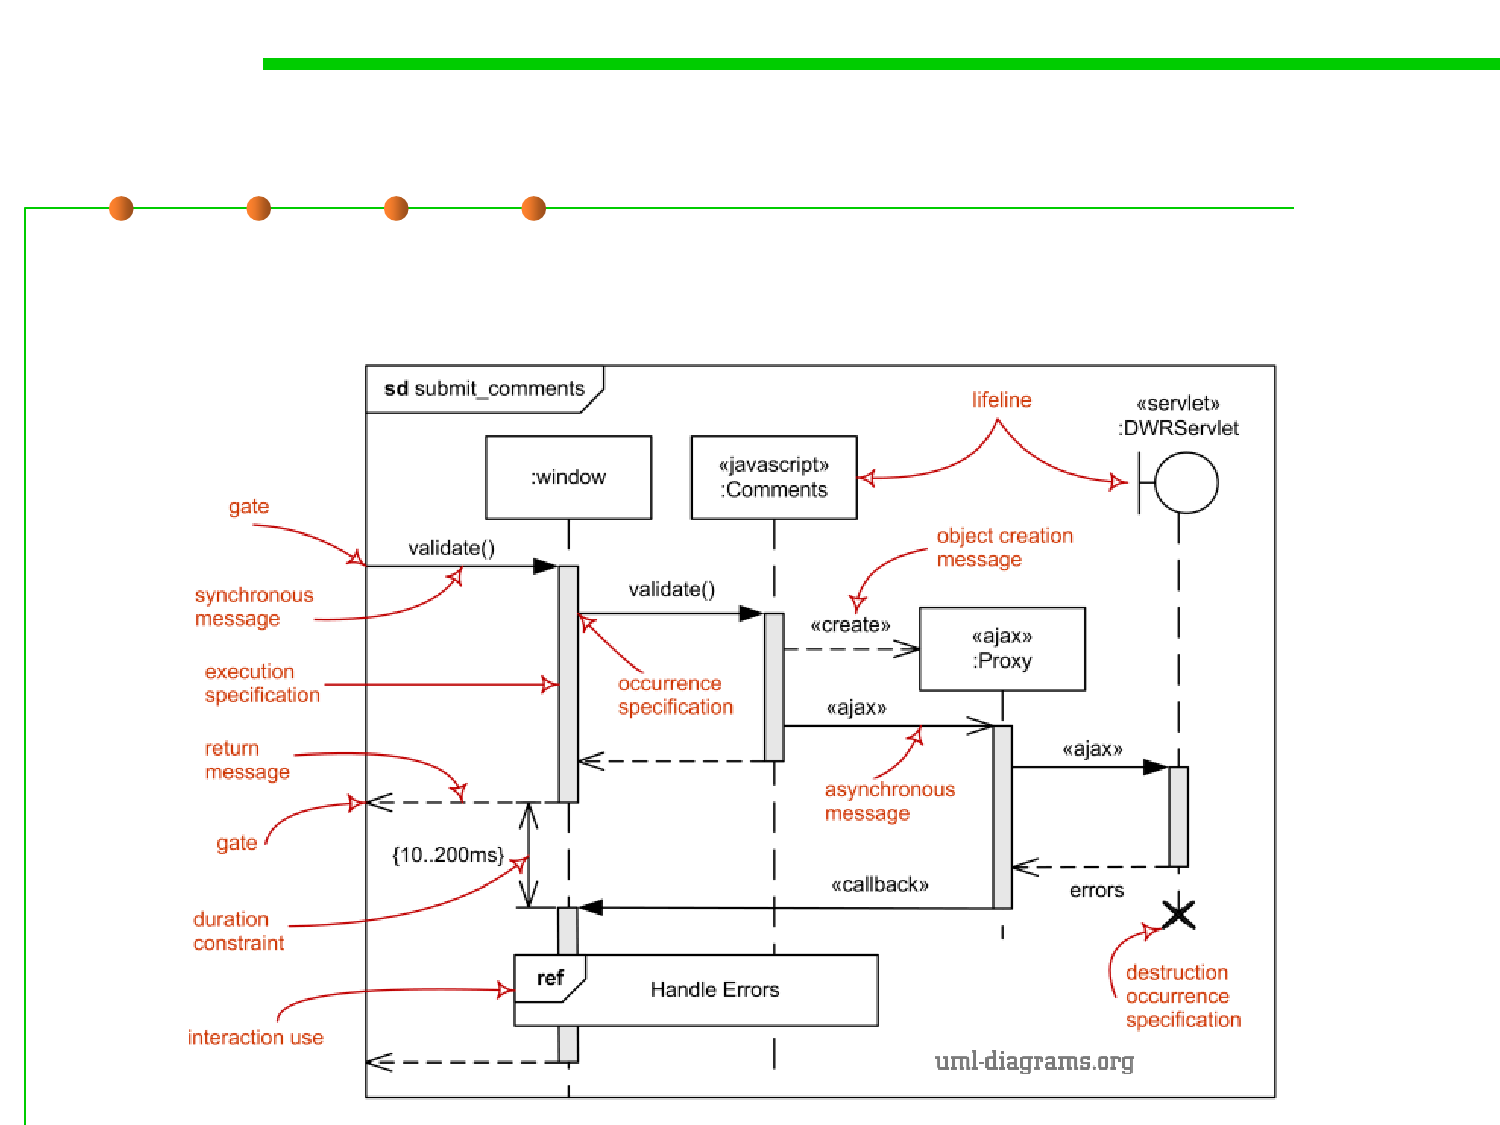 sd submit_comments
lifeline
«servlet»
:DWRServlet
:window
«javascript»
:Comments
gate
validate()
object creation
message
synchronous
message
validate()
«create»
«ajax»
:Proxy
execution
specification
occurrence
specification
«ajax»
return
message
«ajax»
asynchronous
message
gate
{10..200ms}
«callback»
errors
duration
constraint
ref
Handle Errors
destruction
occurrence
specification
interaction use
uml-diagrams.org